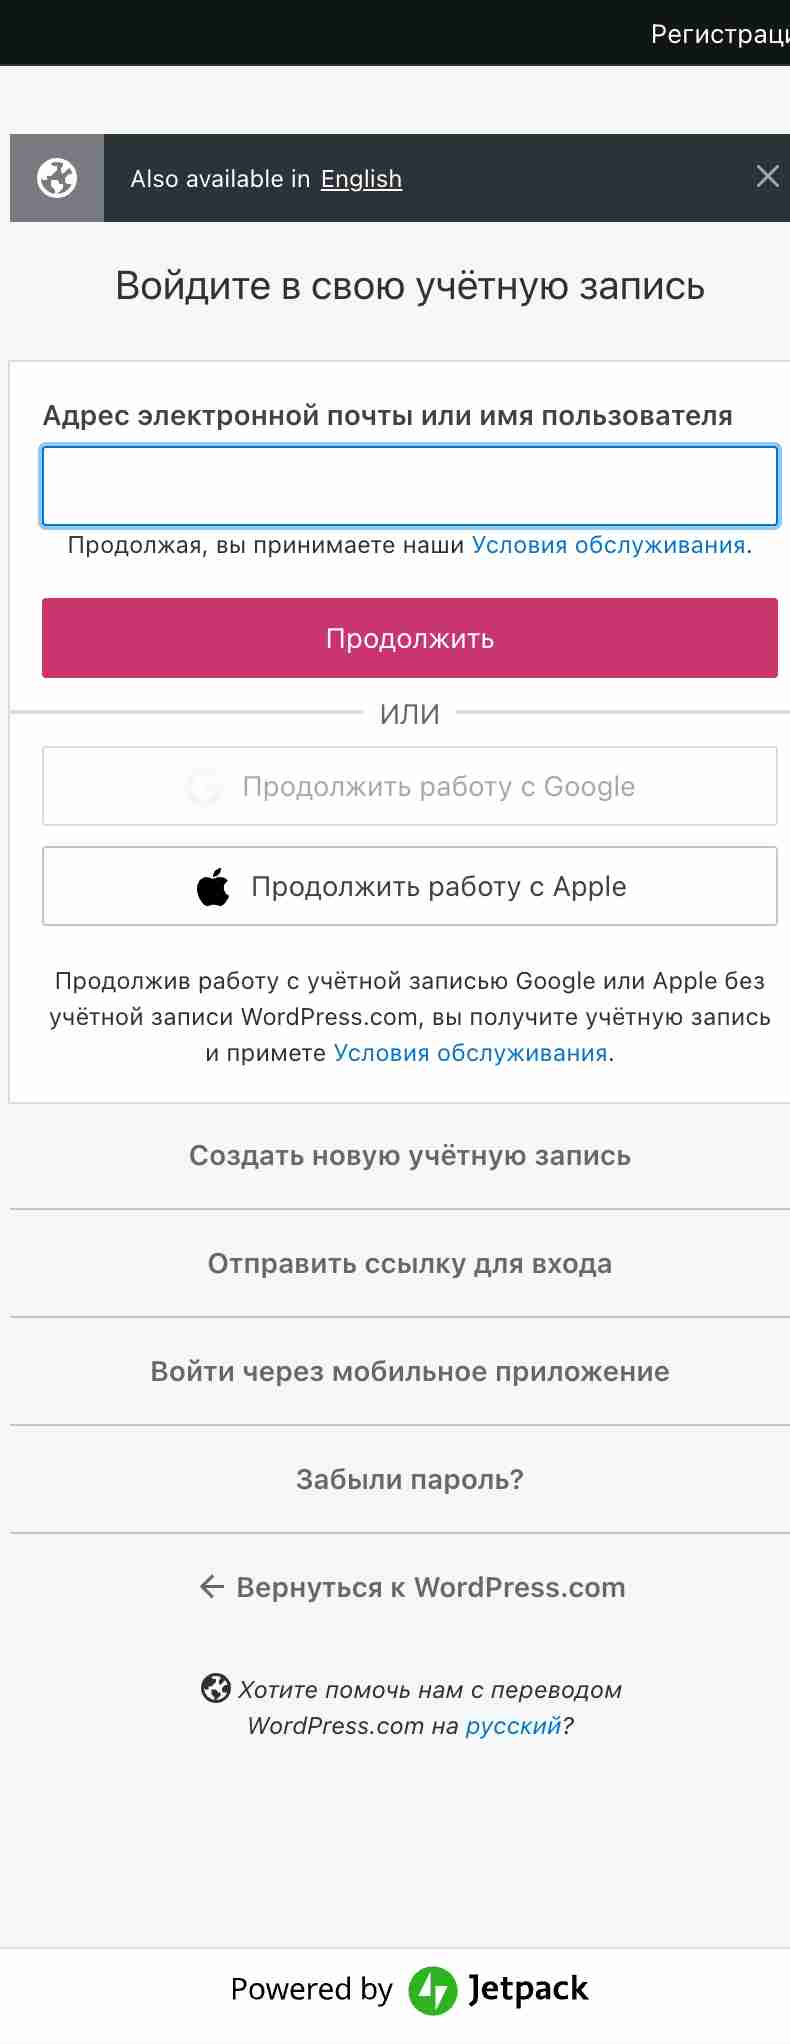 Регистраци
Also available in English
Войдите в свою учётную запись
Адрес электронной почты или имя пользователя
Продолжая, вы принимаете наши Условия обслуживания.
Продолжить
ИЛИ
Продолжить работу с Google
Продолжить работу с Apple
Продолжив работу с учётной записью Google или Apple без
учётной записи WordPress.com, вы получите учётную запись
и примете Условия обслуживания.
Создать новую учётную запись
Отправить ссылку для входа
Войти через мобильное приложение
Забыли пароль?
← Вернуться к WordPress.com
Хотите помочь нам с переводом
WordPress.com на русский?
Powered by Jetpack